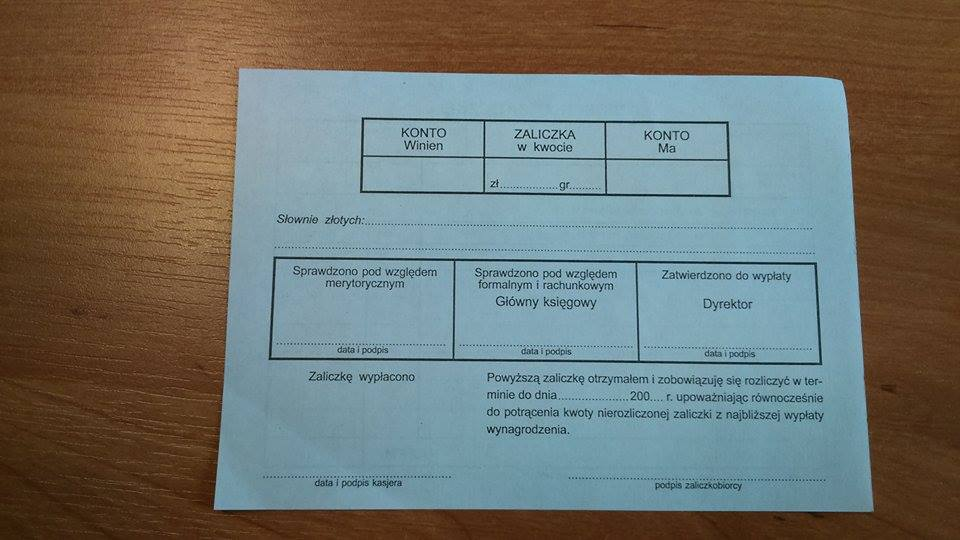 KONTO
Winien
ZALICZKA
w kwocie
KONTO
Ma
zł..................gr..........
Słownie złotych:
Sprawdzono pod względem
merytorycznym
data i podpis
Sprawdzono pod względem
formalnym i rachunkowym
Główny księgowy
data i podpis
Zatwierdzono do wypłaty
Dyrektor
data i podpis
Zaliczkę wypłacono
data i podpis kasjera
Powyższą zaliczkę otrzymałem i zobowiązuję się rozliczyć w ter-
minie do dnia......................200.... r. upoważniając równocześnie
do potrącenia kwoty nierozliczonej zaliczki z najbliższej wypłaty
wynagrodzenia.
podpis zaliczkobiorcy